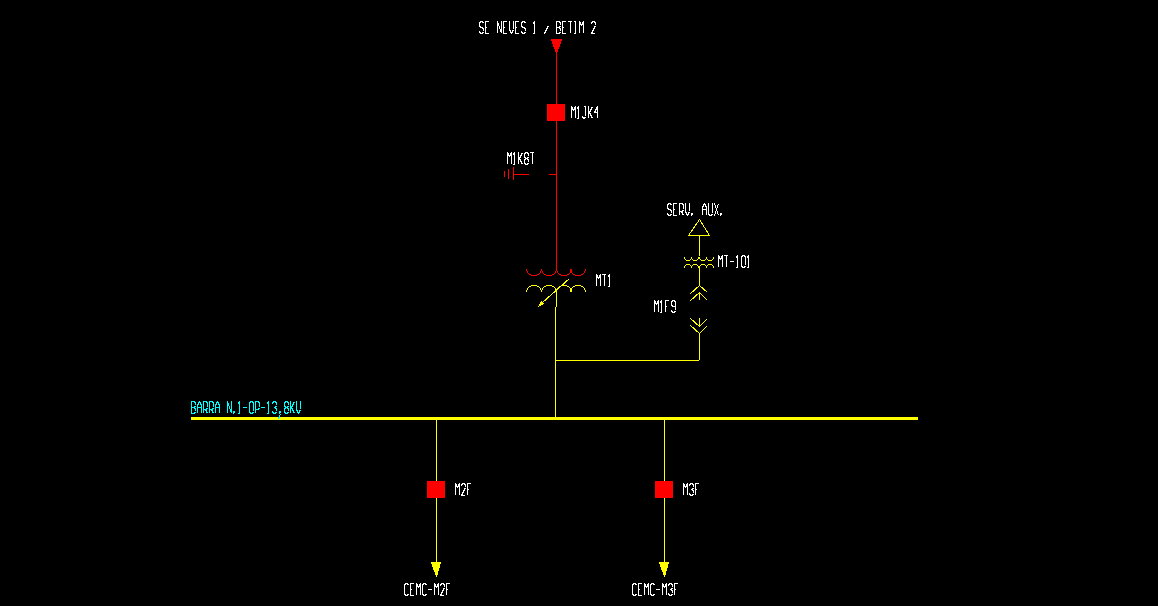 SE NEVES 1 / BETIM 2
M1JK4
M1K8T
SERV. AUX.
MT-101
MT1
M1F9
BARRA N.1-OP-13,8KV
M2F
M3F
CEMC-M2F
CEMC-M3F